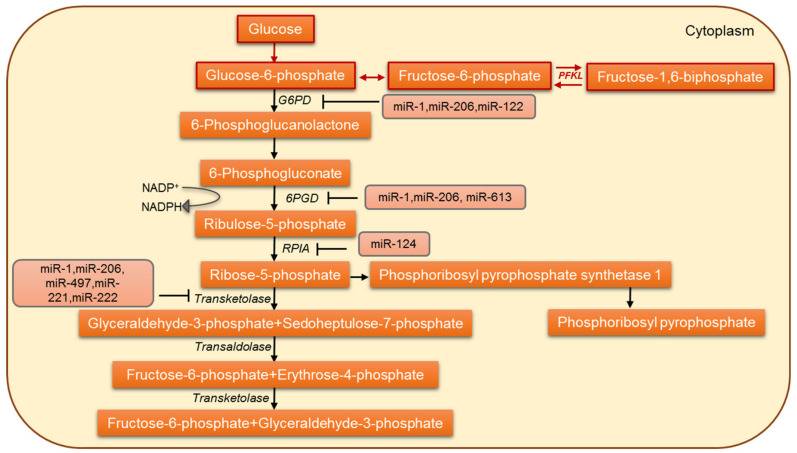 Cytoplasm
Glucose
Glucose-6-phosphate
Fructose-6-phosphate
PFKL
Fructose-1,6-biphosphate
G6PD
miR-1,miR-206,miR-122
6-Phosphoglucanolactone
6-Phosphogluconate
NADP+
NADPH
6PGD
miR-1,miR-206, miR-613
Ribulose-5-phosphate
RPIA
miR-124
miR-1,miR-206,
miR-497,miR-
221,miR-222
Ribose-5-phosphate
Phosphoribosyl pyrophosphate synthetase 1
Transketolase
Glyceraldehyde-3-phosphate+Sedoheptulose-7-phosphate
Phosphoribosyl pyrophosphate
Transaldolase
Fructose-6-phosphate+Erythrose-4-phosphate
Transketolase
Fructose-6-phosphate+Glyceraldehyde-3-phosphate